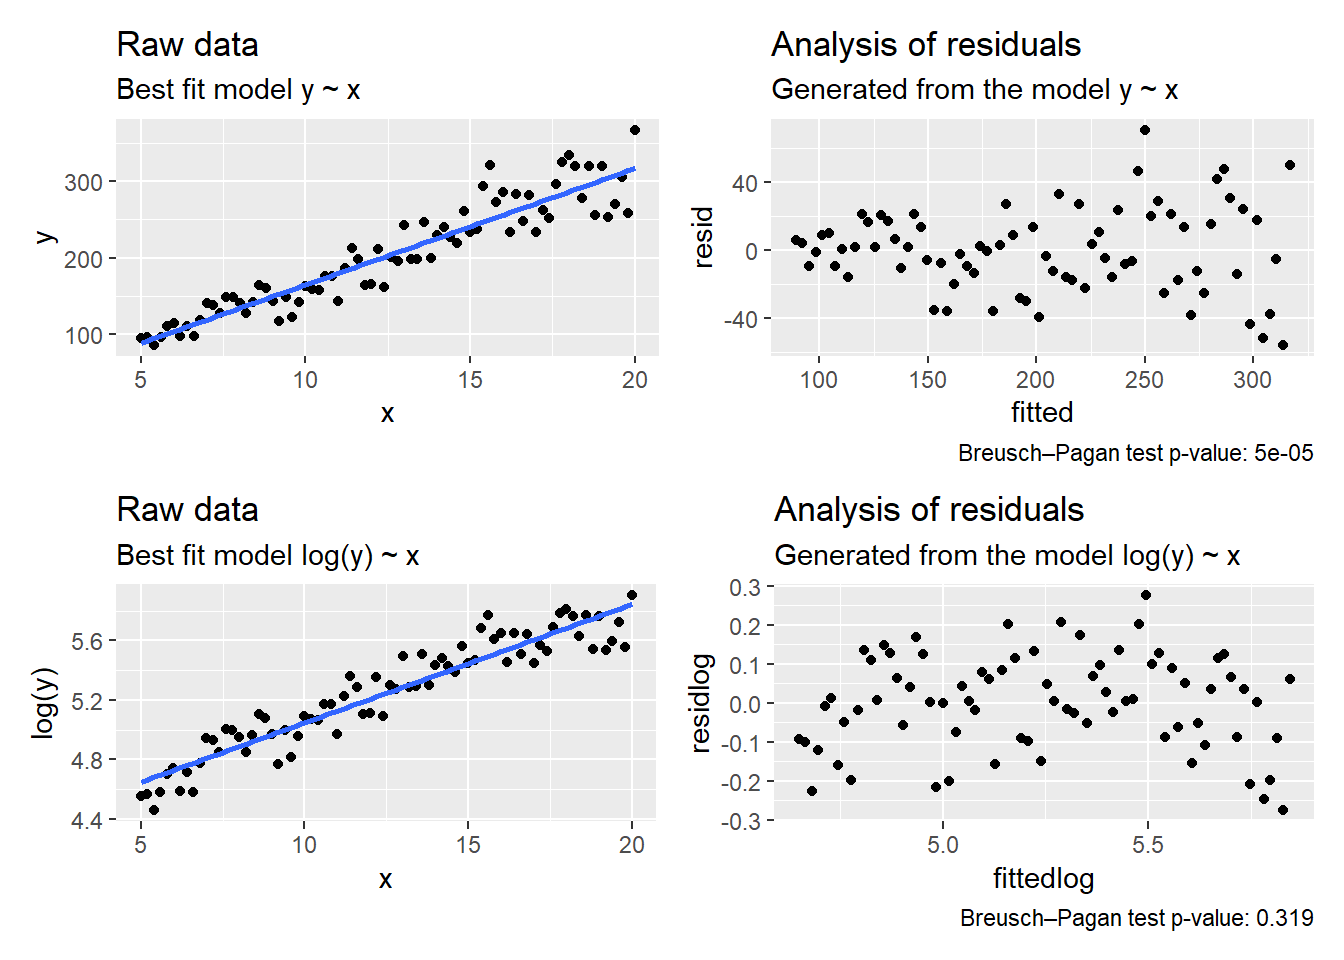 Raw data
Best fit model y ~ x
y
300
200
100
5
10
15
20
x
Analysis of residuals
Generated from the model y ~ x
resid
40
0
-40
100
150
200
250
300
fitted
Breusch–Pagan test p-value: 5e-05
Raw data
Best fit model log(y) ~ x
log(y)
5.6
5.2
4.8
4.4
5
10
15
20
x
Analysis of residuals
Generated from the model log(y) ~ x
residlog
0.3
0.2
0.1
0.0
-0.1
-0.2
-0.3
5.0
5.5
fittedlog
Breusch–Pagan test p-value: 0.319